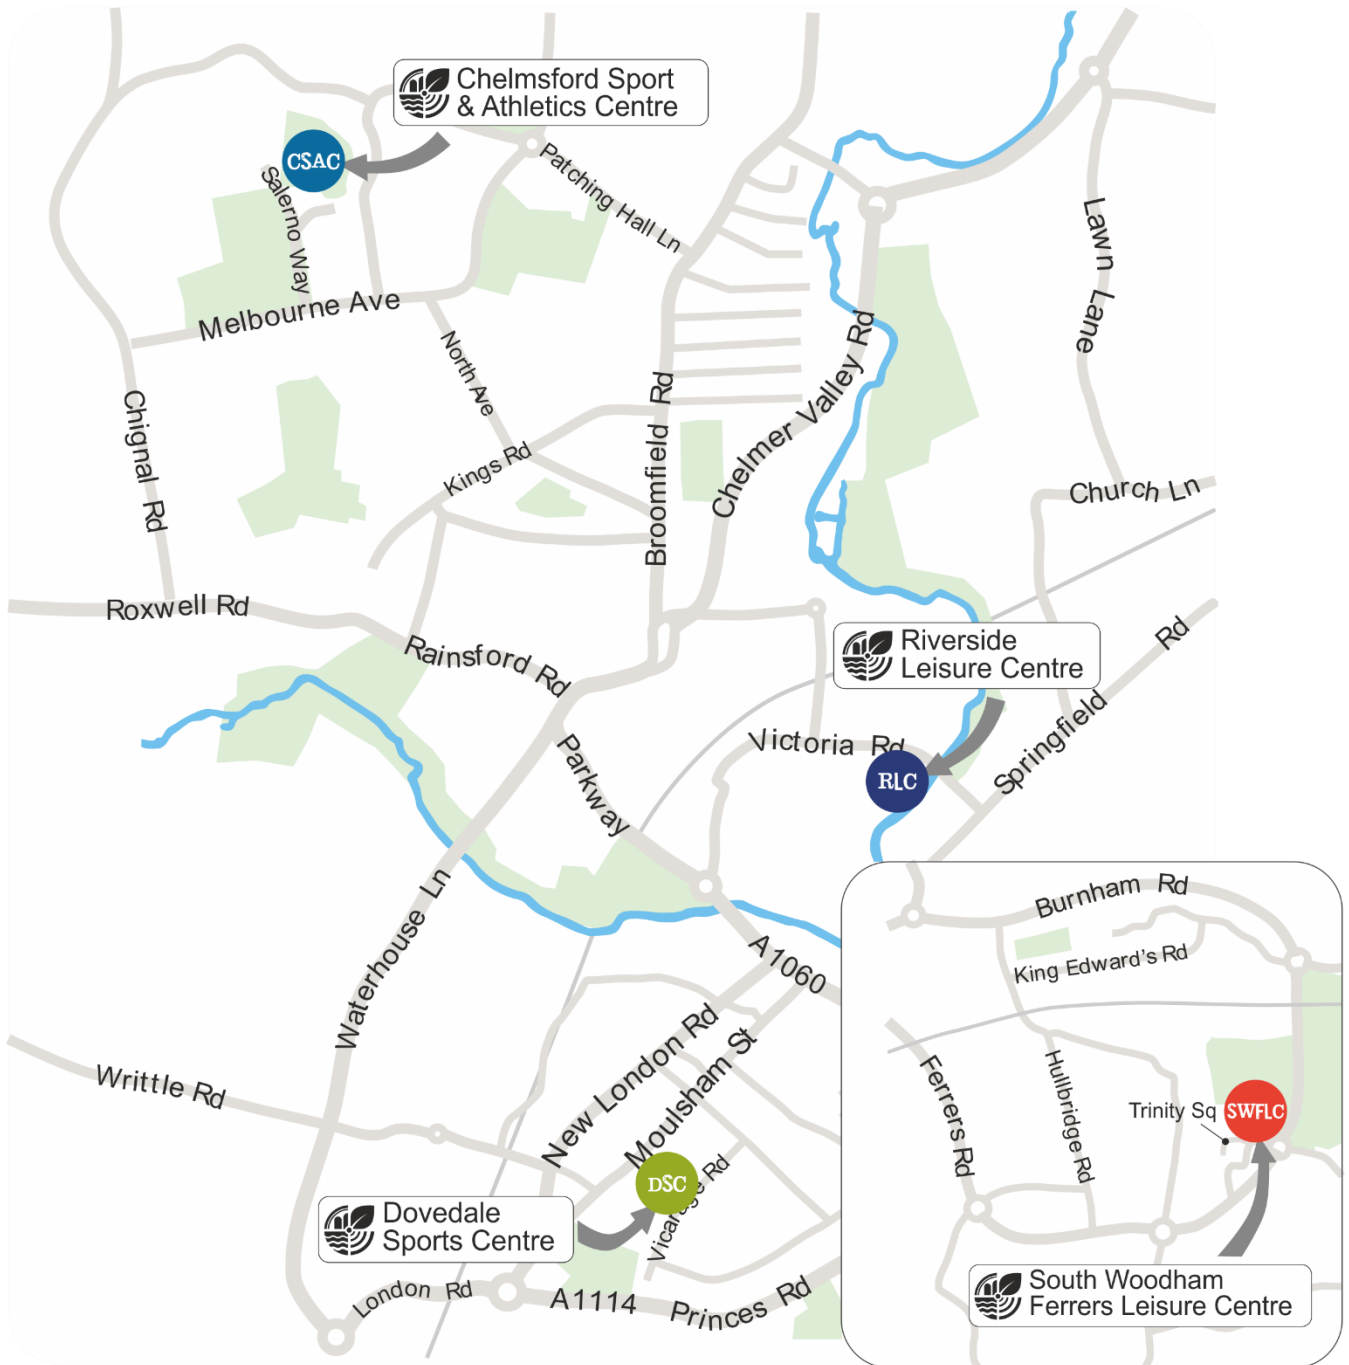 Chelmsford Sport
& Athletics Centre
CSAC
Salerno Way
Patching Hall Ln
Lawn Lane
Melbourne Ave
North Ave
Chignal Rd
Kings Rd
Broomfield Rd
Chelmer Valley Rd
Church Ln
Roxwell Rd
Rainsford Rd
Riverside
Leisure Centre
Springfield Rd
Victoria Rd
RLC
Parkway
Waterhouse Ln
A1060
Writtle Rd
New London Rd
Moulsham St
DSC
Vicarage Rd
Dovedale
Sports Centre
London Rd
A1114
Princes Rd
Burnham Rd
King Edward's Rd
Ferrers Rd
Hullbridge Rd
Trinity Sq
SWFLC
South Woodham
Ferrers Leisure Centre